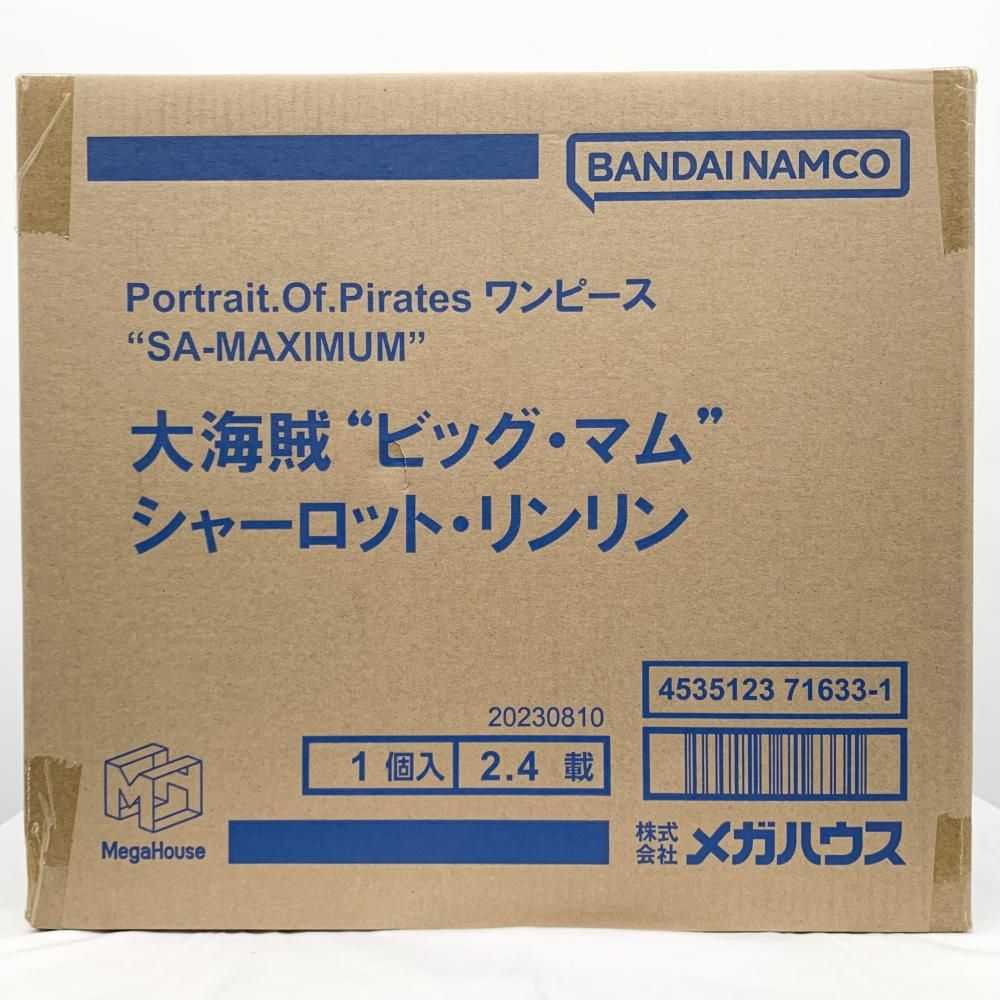 BANDAI NAMCO
Portrait.Of.Pirates ワンピース
“SA-MAXIMUM”
大海賊“ビッグ・マム”
シャーロット・リンリン
4535123 71633-1
20230810
1 個入 2.4 載
MegaHouse
株式会社 メガハウス